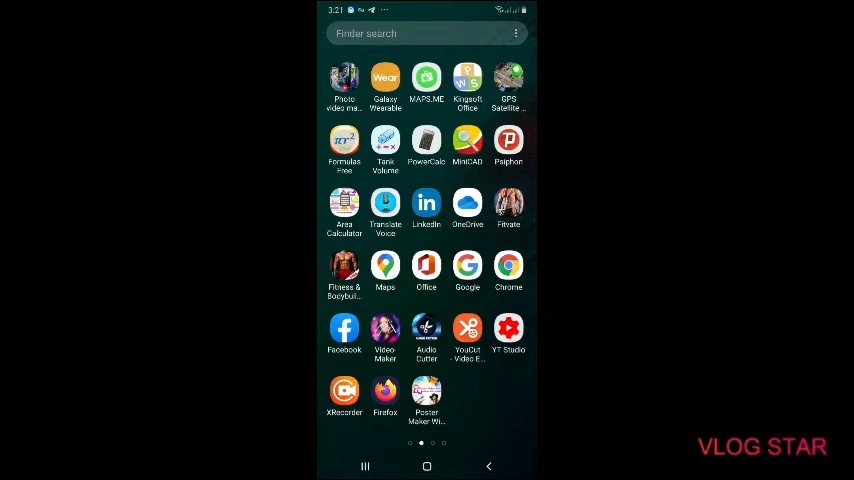 3:21
Finder search
Photo video ma...
Galaxy Wearable
Wear
MAPS.ME
Kingsoft Office
GPS Satellite ...
Formulas Free
πr²
Tank Volume
PowerCalc
MiniCAD
Psiphon
Area Calculator
Translate Voice
LinkedIn
OneDrive
Fitvate
Fitness & Bodybuil...
Maps
Office
Google
Chrome
Facebook
Video Maker
Audio Cutter
YouCut - Video E...
YT Studio
XRecorder
Firefox
Poster Maker Wi...
VLOG STAR